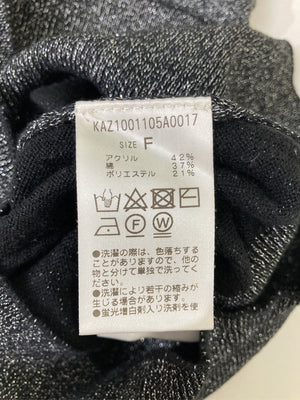 KAZ1001105A0017
SIZE F
アクリル 42%
綿 37%
ポリエステル 21%
P W
●洗濯の際は、色落ちするこ
とがありますので、他の
物と分けて単独で洗ってく
ださい。
●洗濯により若干の縮みが生
じる場合があります。
●蛍光増白剤入り洗剤を使